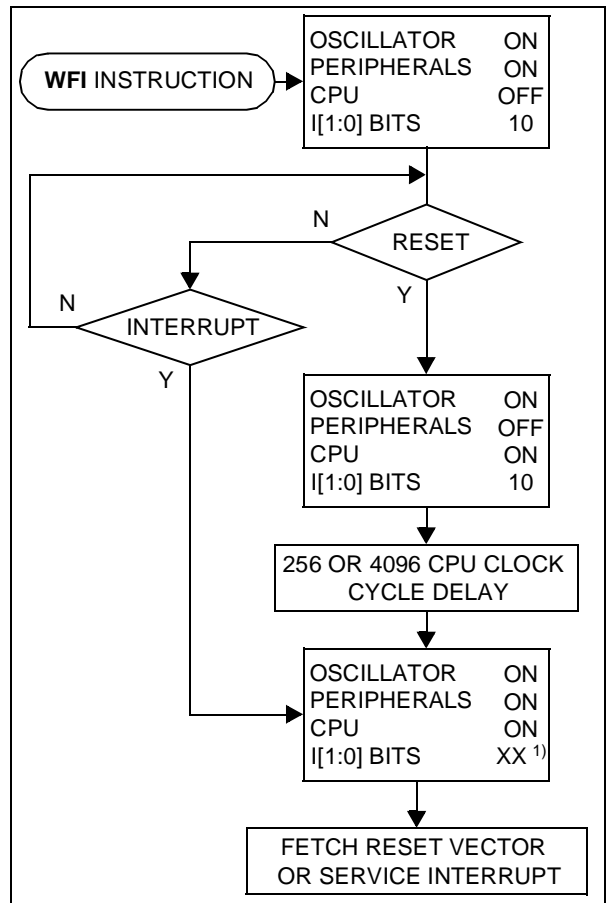 WFI INSTRUCTION
OSCILLATOR ON
PERIPHERALS ON
CPU OFF
I[1:0] BITS 10
N
RESET
Y
N
INTERRUPT
Y
OSCILLATOR ON
PERIPHERALS OFF
CPU ON
I[1:0] BITS 10
256 OR 4096 CPU CLOCK
CYCLE DELAY
OSCILLATOR ON
PERIPHERALS ON
CPU ON
I[1:0] BITS XX 1)
FETCH RESET VECTOR
OR SERVICE INTERRUPT